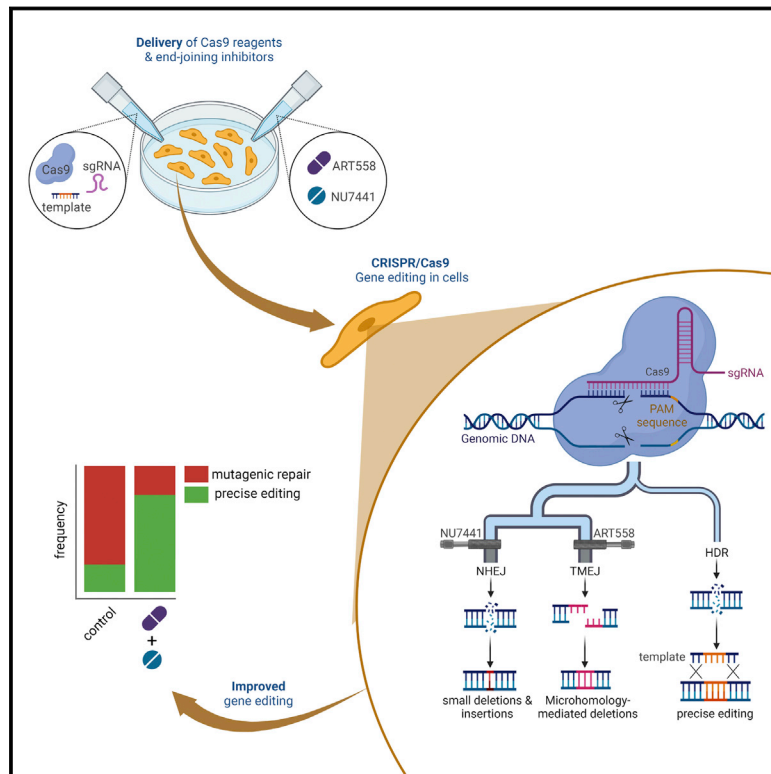 Delivery of Cas9 reagents
& end-joining inhibitors
Cas9
sgRNA
template
ART558
NU7441
CRISPR/Cas9
Gene editing in cells
Cas9
sgRNA
PAM
sequence
Genomic DNA
NU7441
ART558
NHEJ
TMEJ
HDR
template
small deletions &
insertions
Microhomology-
mediated deletions
precise editing
mutagenic repair
precise editing
frequency
control
+
Improved
gene editing